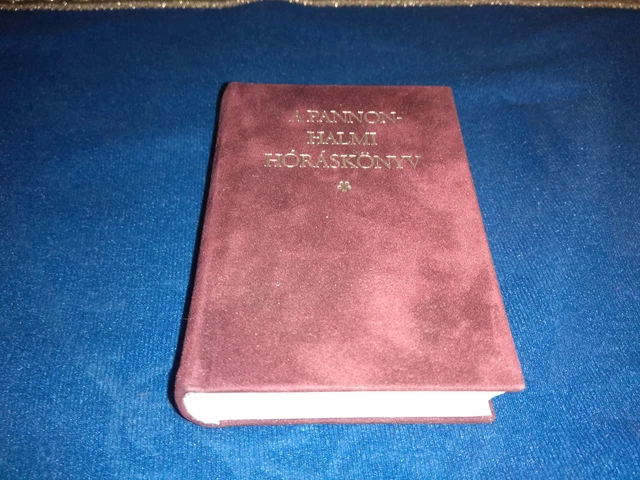 A PANNON-
HALMI
HÓRÁSKÖNYV